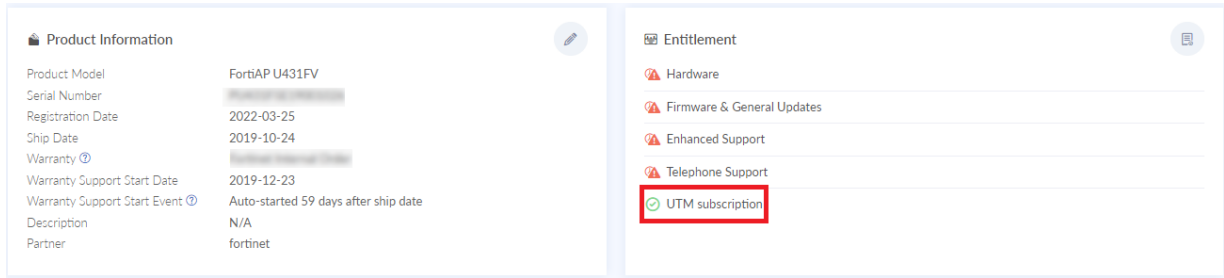 Product Information
Product Model FortiAP U431FV
Serial Number
Registration Date 2022-03-25
Ship Date 2019-10-24
Warranty
Warranty Support Start Date 2019-12-23
Warranty Support Start Event Auto-started 59 days after ship date
Description N/A
Partner fortinet
Entitlement
Hardware
Firmware & General Updates
Enhanced Support
Telephone Support
UTM subscription